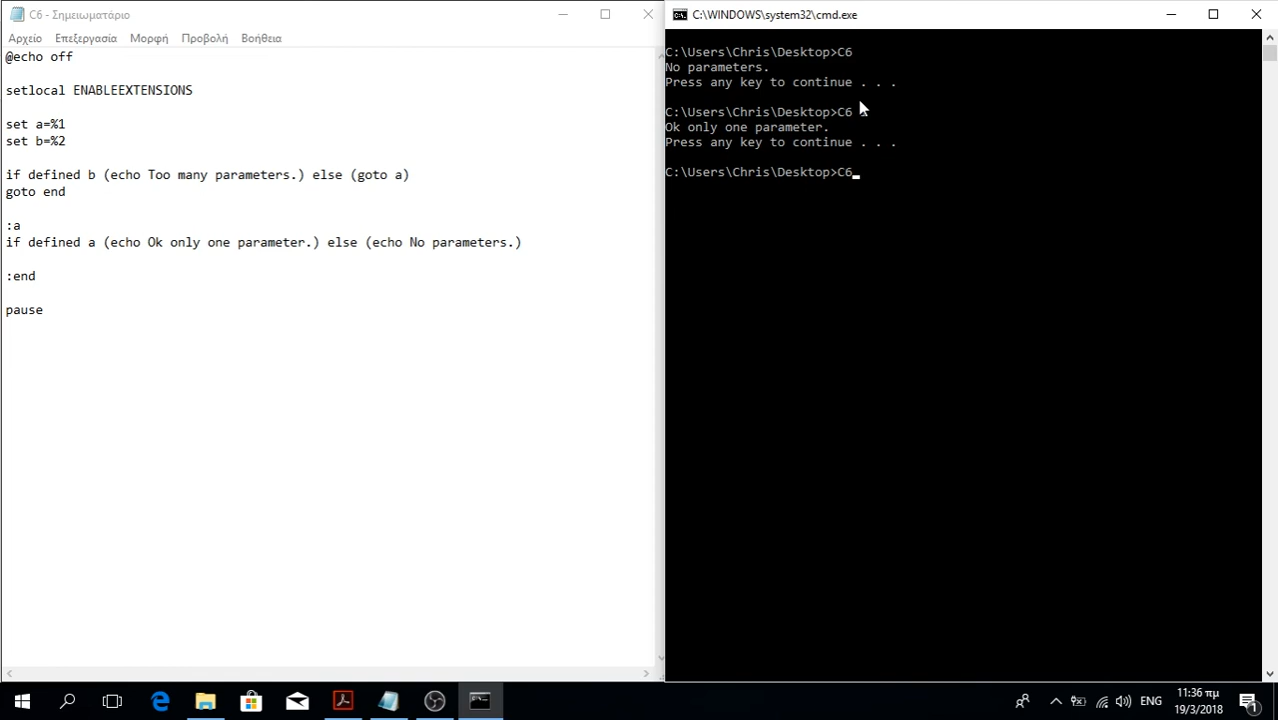 C6 - Σημειωματάριο
Αρχείο Επεξεργασία Μορφή Προβολή Βοήθεια
@echo off
setlocal ENABLEEXTENSIONS
set a=%1
set b=%2
if defined b (echo Too many parameters.) else (goto a)
goto end
:a
if defined a (echo Ok only one parameter.) else (echo No parameters.)
:end
pause
C:\WINDOWS\system32\cmd.exe
C:\Users\Chris\Desktop>C6
No parameters.
Press any key to continue . . .
C:\Users\Chris\Desktop>C6
Ok only one parameter.
Press any key to continue . . .
C:\Users\Chris\Desktop>C6
ENG
11:36 πμ
19/3/2018
1